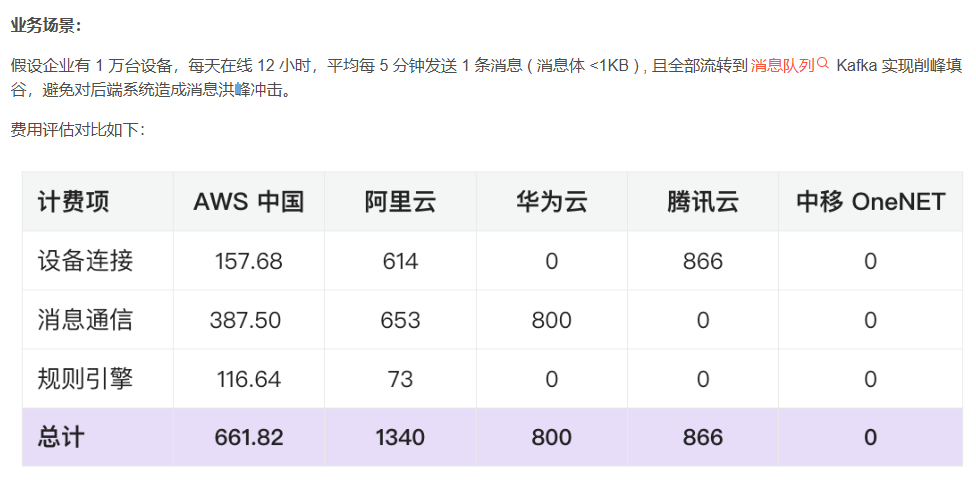 业务场景：
假设企业有 1 万台设备，每天在线 12 小时，平均每 5 分钟发送 1 条消息 ( 消息体 <1KB ) , 且全部流转到 消息队列 Kafka 实现削峰填
谷，避免对后端系统造成消息洪峰冲击。
费用评估对比如下：
计费项 AWS 中国 阿里云 华为云 腾讯云 中移 OneNET
设备连接 157.68 614 0 866 0
消息通信 387.50 653 800 0 0
规则引擎 116.64 73 0 0 0
总计 661.82 1340 800 866 0